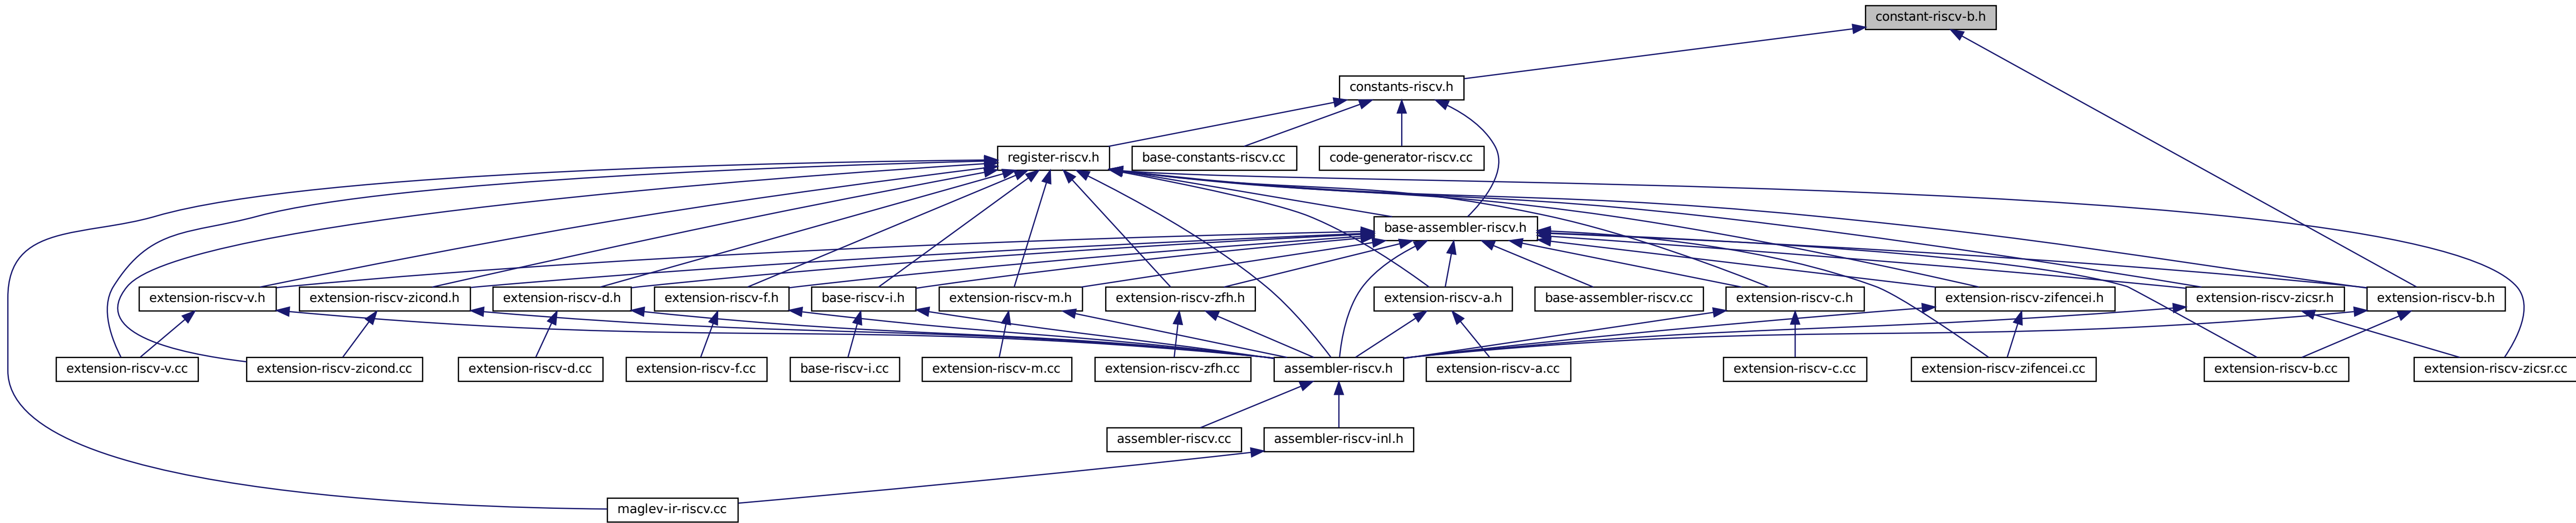 constant-riscv-b.h
constants-riscv.h
register-riscv.h
base-constants-riscv.cc
code-generator-riscv.cc
base-assembler-riscv.h
extension-riscv-v.h
extension-riscv-zicond.h
extension-riscv-d.h
extension-riscv-f.h
base-riscv-i.h
extension-riscv-m.h
extension-riscv-zfh.h
extension-riscv-a.h
base-assembler-riscv.cc
extension-riscv-c.h
extension-riscv-zifencei.h
extension-riscv-zicsr.h
extension-riscv-b.h
extension-riscv-v.cc
extension-riscv-zicond.cc
extension-riscv-d.cc
extension-riscv-f.cc
base-riscv-i.cc
extension-riscv-m.cc
extension-riscv-zfh.cc
assembler-riscv.h
extension-riscv-a.cc
extension-riscv-c.cc
extension-riscv-zifencei.cc
extension-riscv-b.cc
extension-riscv-zicsr.cc
assembler-riscv.cc
assembler-riscv-inl.h
maglev-ir-riscv.cc